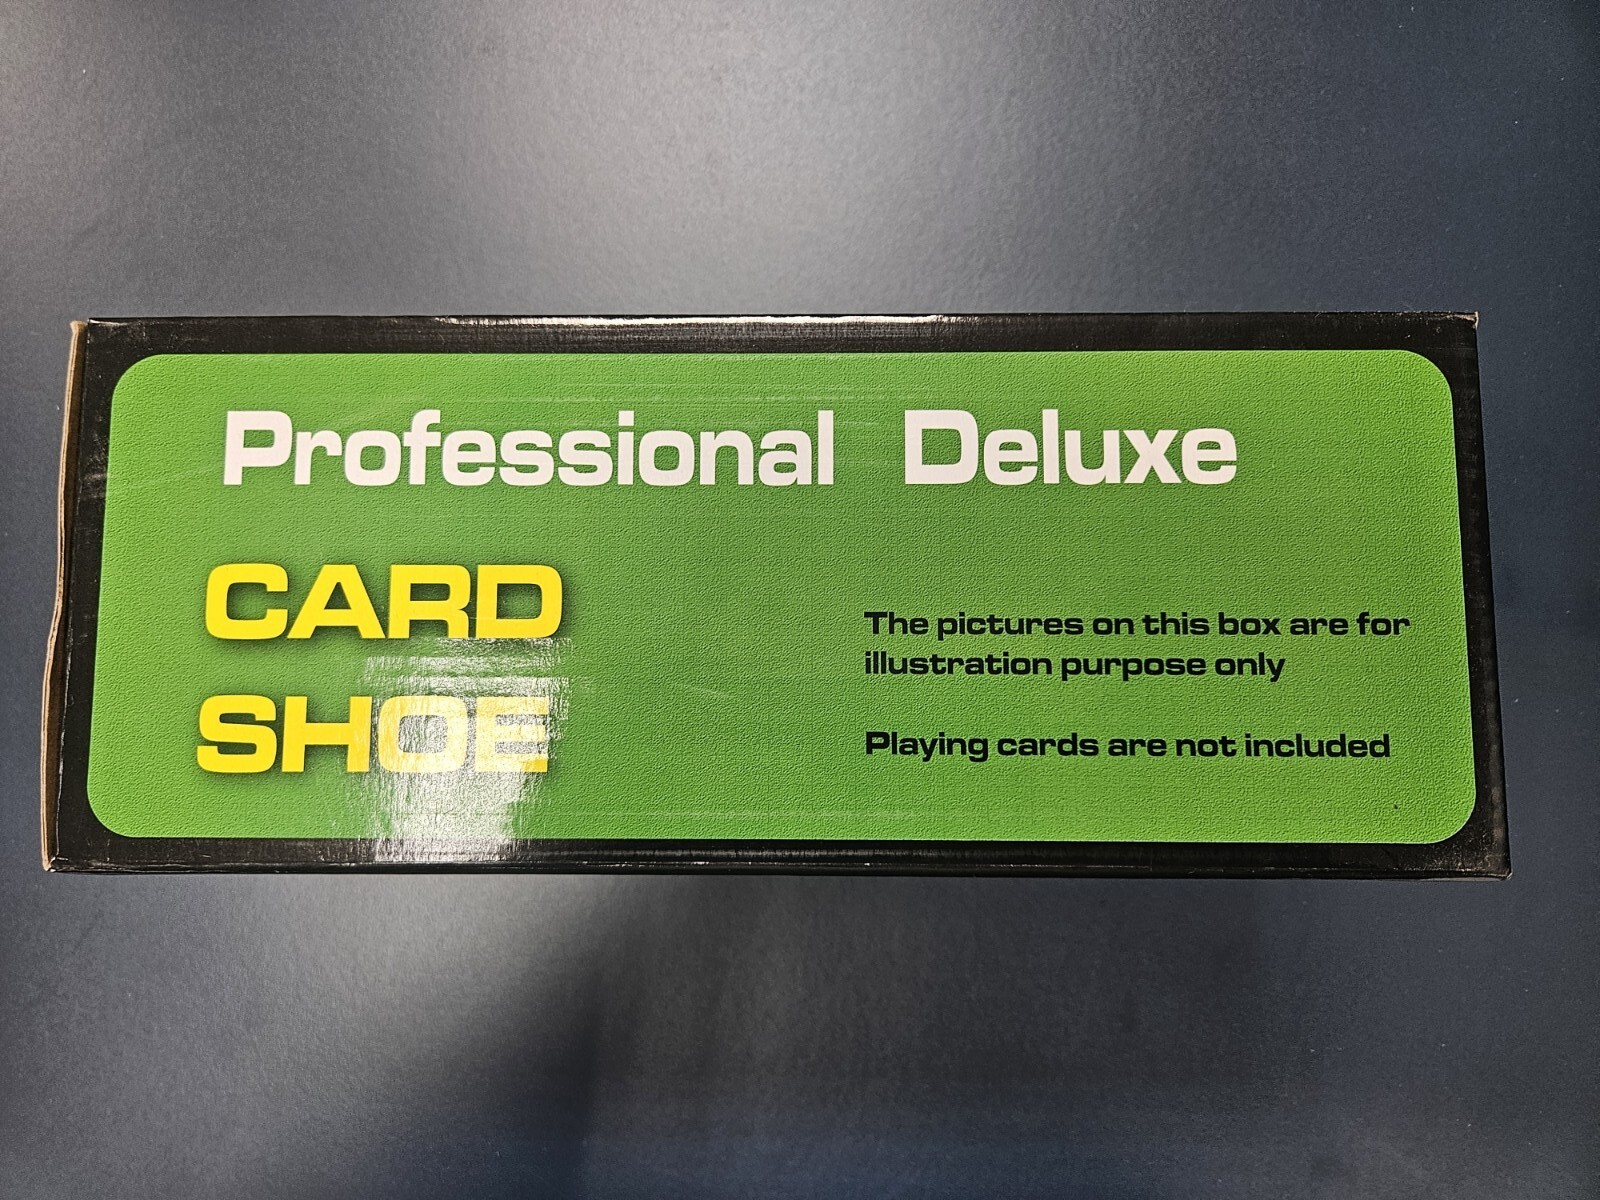 Professional Deluxe
CARD
SHOE
The pictures on this box are for
illustration purpose only
Playing cards are not included